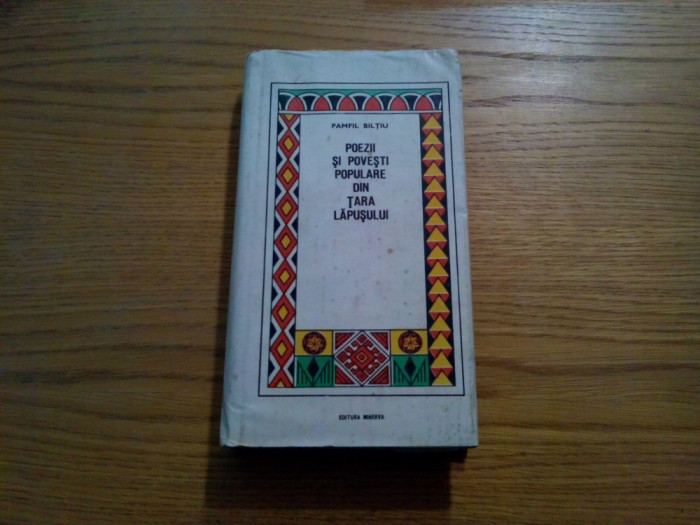 PAMFIL BILȚIU
POEZII
ȘI POVEȘTI
POPULARE
DIN
ȚARA
LĂPUȘULUI
EDITURA MINERVA